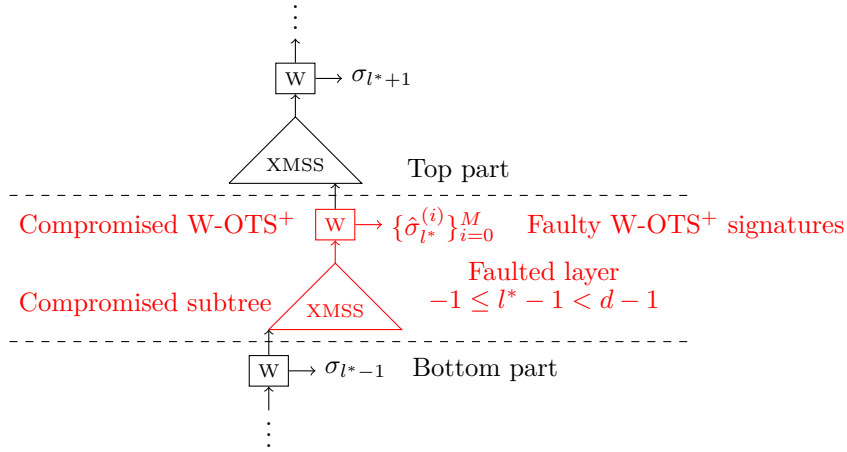 ⋮
W σ_{l*+1}
XMSS Top part
Compromised W-OTS⁺ W {σ̂_{l*}^{(i)}}_{i=0}^{M} Faulty W-OTS⁺ signatures
Faulted layer
Compromised subtree XMSS −1 ≤ l* − 1 < d − 1
W σ_{l*−1} Bottom part
⋮